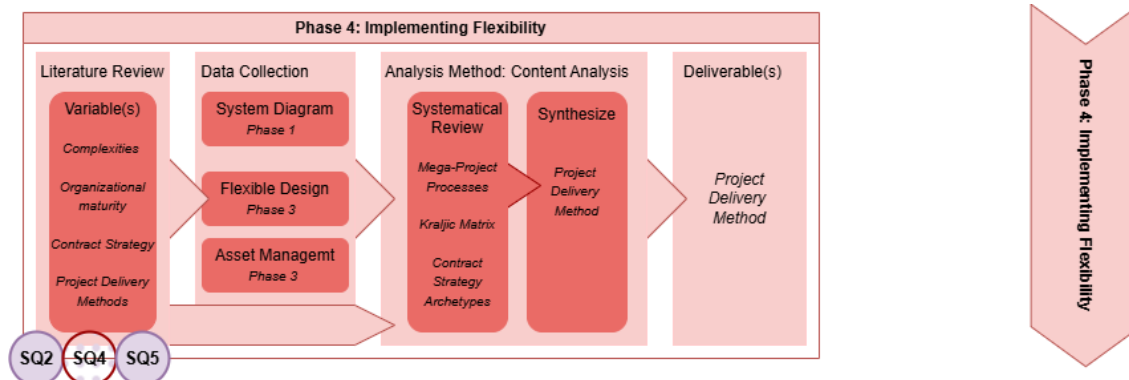 Phase 4: Implementing Flexibility
Literature Review
Variable(s)
Complexities
Organizational
maturity
Contract Strategy
Project Delivery
Methods
Data Collection
System Diagram
Phase 1
Flexible Design
Phase 3
Asset Managemt
Phase 3
Analysis Method: Content Analysis
Systematical
Review
Mega-Project
Processes
Kraljic Matrix
Contract
Strategy
Archetypes
Synthesize
Project
Delivery
Method
Deliverable(s)
Project
Delivery
Method
SQ2
SQ4
SQ5
Phase 4: Implementing Flexibility